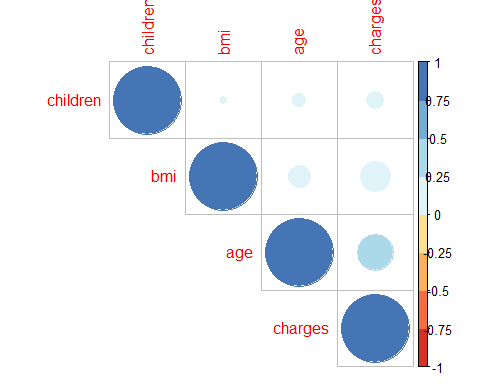 children
bmi
age
charges
children
bmi
age
charges
1
0.75
0.5
0.25
0
-0.25
-0.5
-0.75
-1